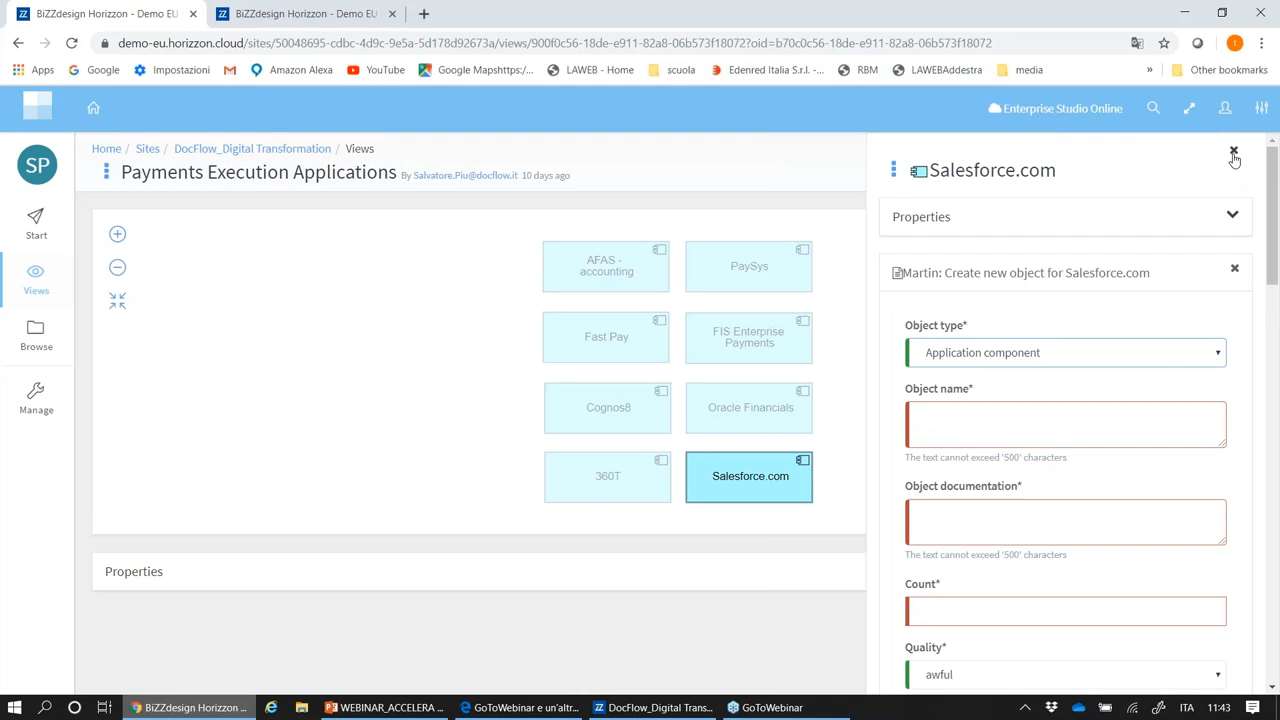 BiZZdesign Horizzon - Demo EU
BiZZdesign Horizzon - Demo EU
demo-eu.horizzon.cloud/sites/50048695-cdbc-4d9c-9e5a-5d178d92673a/views/900f0c56-18de-e911-82a8-06b573f18072?oid=b70c0c56-18de-e911-82a8-06b573f18072
Apps
Google
Impostazioni
Amazon Alexa
YouTube
Google Mapshttps:/...
LAWEB - Home
scuola
Edenred Italia S.r.l. -...
RBM
LAWEBAddestra
media
»
Other bookmarks
Enterprise Studio Online
SP
Start
Views
Browse
Manage
Home / Sites / DocFlow_Digital Transformation / Views
Payments Execution Applications By Salvatore.Piu@docflow.it 10 days ago
AFAS -
accounting
PaySys
Fast Pay
FIS Enterprise
Payments
Cognos8
Oracle Financials
360T
Salesforce.com
Properties
Salesforce.com
Properties
Martin: Create new object for Salesforce.com
Object type*
Application component
Object name*
The text cannot exceed '500' characters
Object documentation*
The text cannot exceed '500' characters
Count*
Quality*
awful
BiZZdesign Horizzon ...
WEBINAR_ACCELERA ...
GoToWebinar e un'altr...
DocFlow_Digital Trans...
GoToWebinar
ITA
11:43